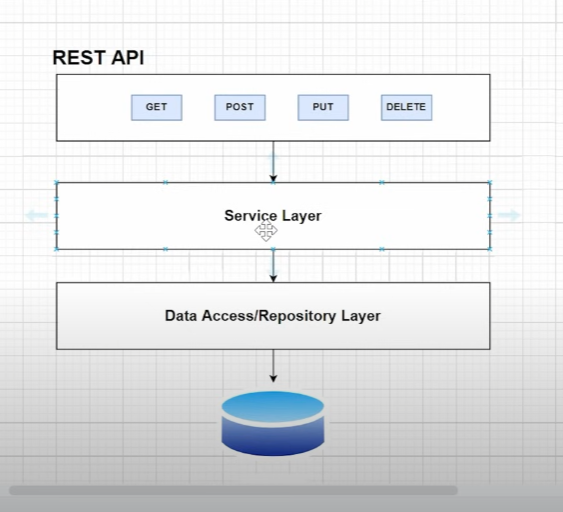 REST API
GET POST PUT DELETE
Service Layer
Data Access/Repository Layer